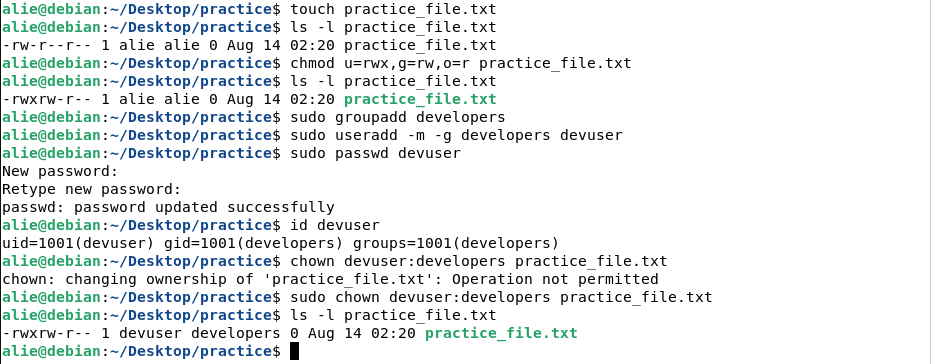 alie@debian:~/Desktop/practice$ touch practice_file.txt
alie@debian:~/Desktop/practice$ ls -l practice_file.txt
-rw-r--r-- 1 alie alie 0 Aug 14 02:20 practice_file.txt
alie@debian:~/Desktop/practice$ chmod u=rwx,g=rw,o=r practice_file.txt
alie@debian:~/Desktop/practice$ ls -l practice_file.txt
-rwxrw-r-- 1 alie alie 0 Aug 14 02:20 practice_file.txt
alie@debian:~/Desktop/practice$ sudo groupadd developers
alie@debian:~/Desktop/practice$ sudo useradd -m -g developers devuser
alie@debian:~/Desktop/practice$ sudo passwd devuser
New password:
Retype new password:
passwd: password updated successfully
alie@debian:~/Desktop/practice$ id devuser
uid=1001(devuser) gid=1001(developers) groups=1001(developers)
alie@debian:~/Desktop/practice$ chown devuser:developers practice_file.txt
chown: changing ownership of 'practice_file.txt': Operation not permitted
alie@debian:~/Desktop/practice$ sudo chown devuser:developers practice_file.txt
alie@debian:~/Desktop/practice$ ls -l practice_file.txt
-rwxrw-r-- 1 devuser developers 0 Aug 14 02:20 practice_file.txt
alie@debian:~/Desktop/practice$